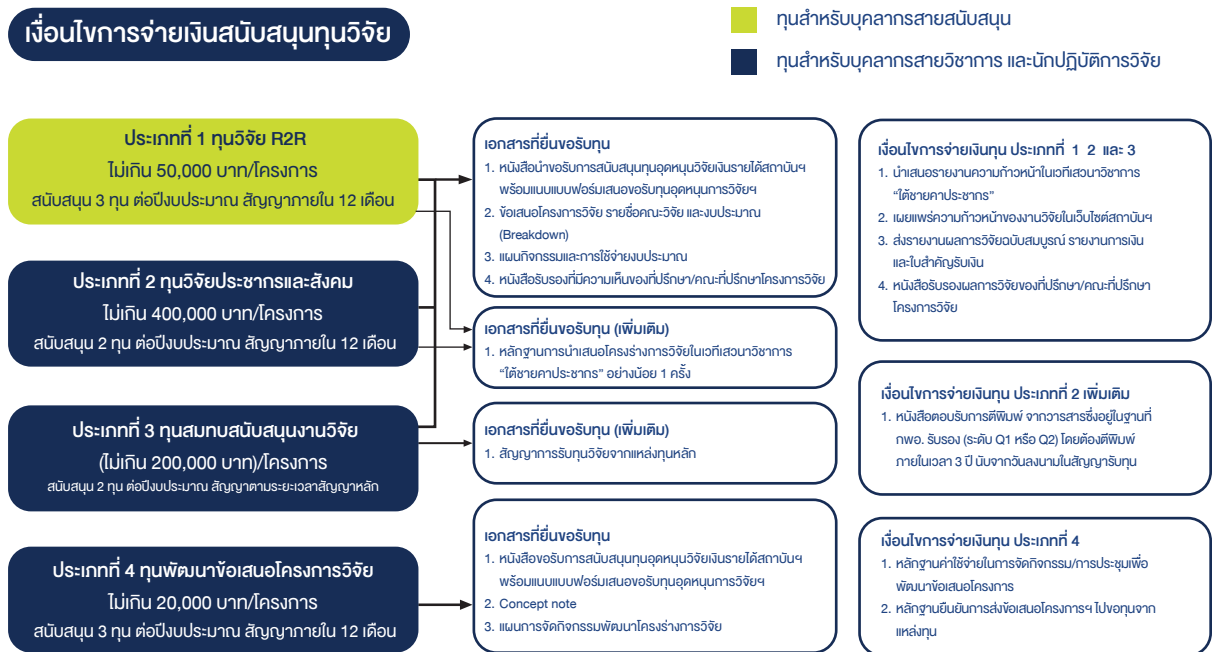 เงื่อนไขการจ่ายเงินสนับสนุนทุนวิจัย
ทุนสำหรับบุคลากรสายสนับสนุน
ทุนสำหรับบุคลากรสายวิชาการ และนักปฏิบัติการวิจัย
ประเภทที่ 1 ทุนวิจัย R2R
ไม่เกิน 50,000 บาท/โครงการ
สนับสนุน 3 ทุน ต่อปีงบประมาณ สัญญาภายใน 12 เดือน
ประเภทที่ 2 ทุนวิจัยประชากรและสังคม
ไม่เกิน 400,000 บาท/โครงการ
สนับสนุน 2 ทุน ต่อปีงบประมาณ สัญญาภายใน 12 เดือน
ประเภทที่ 3 ทุนสมทบสนับสนุนงานวิจัย
(ไม่เกิน 200,000 บาท)/โครงการ
สนับสนุน 2 ทุน ต่อปีงบประมาณ สัญญาตามระยะเวลาสัญญาหลัก
ประเภทที่ 4 ทุนพัฒนาข้อเสนอโครงการวิจัย
ไม่เกิน 20,000 บาท/โครงการ
สนับสนุน 3 ทุน ต่อปีงบประมาณ สัญญาภายใน 12 เดือน
เอกสารที่ยื่นขอรับทุน
1. หนังสือนำขอรับการสนับสนุนทุนอุดหนุนวิจัยเงินรายได้สถาบันฯ
พร้อมแนบแบบฟอร์มเสนอขอรับทุนอุดหนุนการวิจัยฯ
2. ข้อเสนอโครงการวิจัย รายชื่อคณะวิจัย และงบประมาณ
(Breakdown)
3. แผนกิจกรรมและการใช้จ่ายงบประมาณ
4. หนังสือรับรองที่มีความเห็นของที่ปรึกษา/คณะที่ปรึกษาโครงการวิจัย
เอกสารที่ยื่นขอรับทุน (เพิ่มเติม)
1. หลักฐานการนำเสนอโครงร่างการวิจัยในเวทีเสวนาวิชาการ
“ใต้ชายคาประชากร” อย่างน้อย 1 ครั้ง
เอกสารที่ยื่นขอรับทุน (เพิ่มเติม)
1. สัญญาการรับทุนวิจัยจากแหล่งทุนหลัก
เอกสารที่ยื่นขอรับทุน
1. หนังสือขอรับการสนับสนุนทุนอุดหนุนวิจัยเงินรายได้สถาบันฯ
พร้อมแนบแบบฟอร์มเสนอขอรับทุนอุดหนุนการวิจัยฯ
2. Concept note
3. แผนการจัดกิจกรรมพัฒนาโครงร่างการวิจัย
เงื่อนไขการจ่ายเงินทุน ประเภทที่ 1 2 และ 3
1. นำเสนอรายงานความก้าวหน้าในเวทีเสวนาวิชาการ
“ใต้ชายคาประชากร”
2. เผยแพร่ความก้าวหน้าของงานวิจัยในเว็บไซต์สถาบันฯ
3. ส่งรายงานผลการวิจัยฉบับสมบูรณ์ รายงานการเงิน
และใบสำคัญรับเงิน
4. หนังสือรับรองผลการวิจัยของที่ปรึกษา/คณะที่ปรึกษา
โครงการวิจัย
เงื่อนไขการจ่ายเงินทุน ประเภทที่ 2 เพิ่มเติม
1. หนังสือตอบรับการตีพิมพ์ จากวารสารซึ่งอยู่ในฐานที่
กพอ. รับรอง (ระดับ Q1 หรือ Q2) โดยต้องตีพิมพ์
ภายในเวลา 3 ปี นับจากวันลงนามในสัญญารับทุน
เงื่อนไขการจ่ายเงินทุน ประเภทที่ 4
1. หลักฐานค่าใช้จ่ายในการจัดกิจกรรม/การประชุมเพื่อ
พัฒนาข้อเสนอโครงการ
2. หลักฐานยืนยันการส่งข้อเสนอโครงการฯ ไปขอทุนจาก
แหล่งทุน